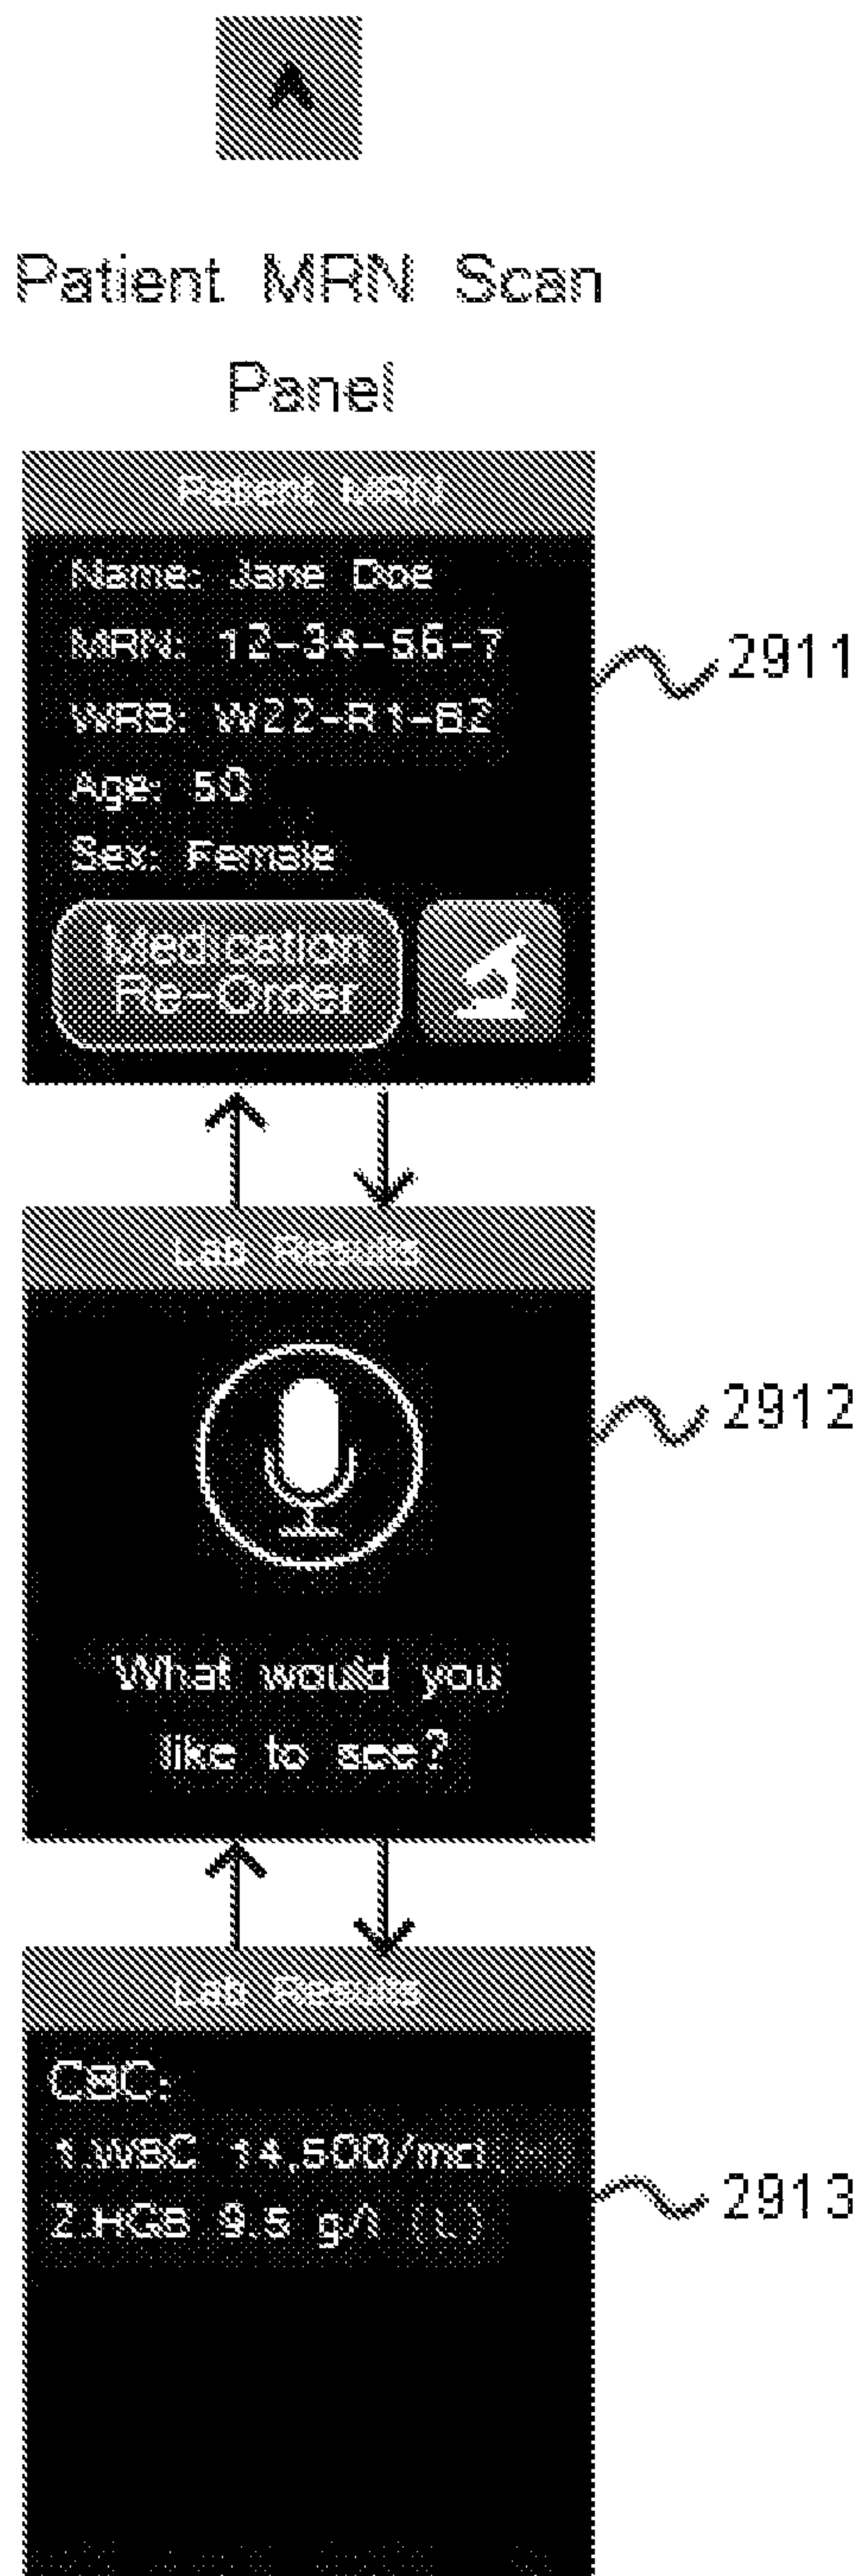 A
Patient MRN Scan
Panel
Patient MRN
Name: Jane Doe
MRN: 12-34-56-7
WRB: W22-R1-B2
Age:
Sex: Female
Medication
Re-Order
2911
Lab Results
What would you
like to see?
2912
Lab Results
CBC:
1.WBC 14,500/mcl
2.HGB 9.5 g/l (L)
2913